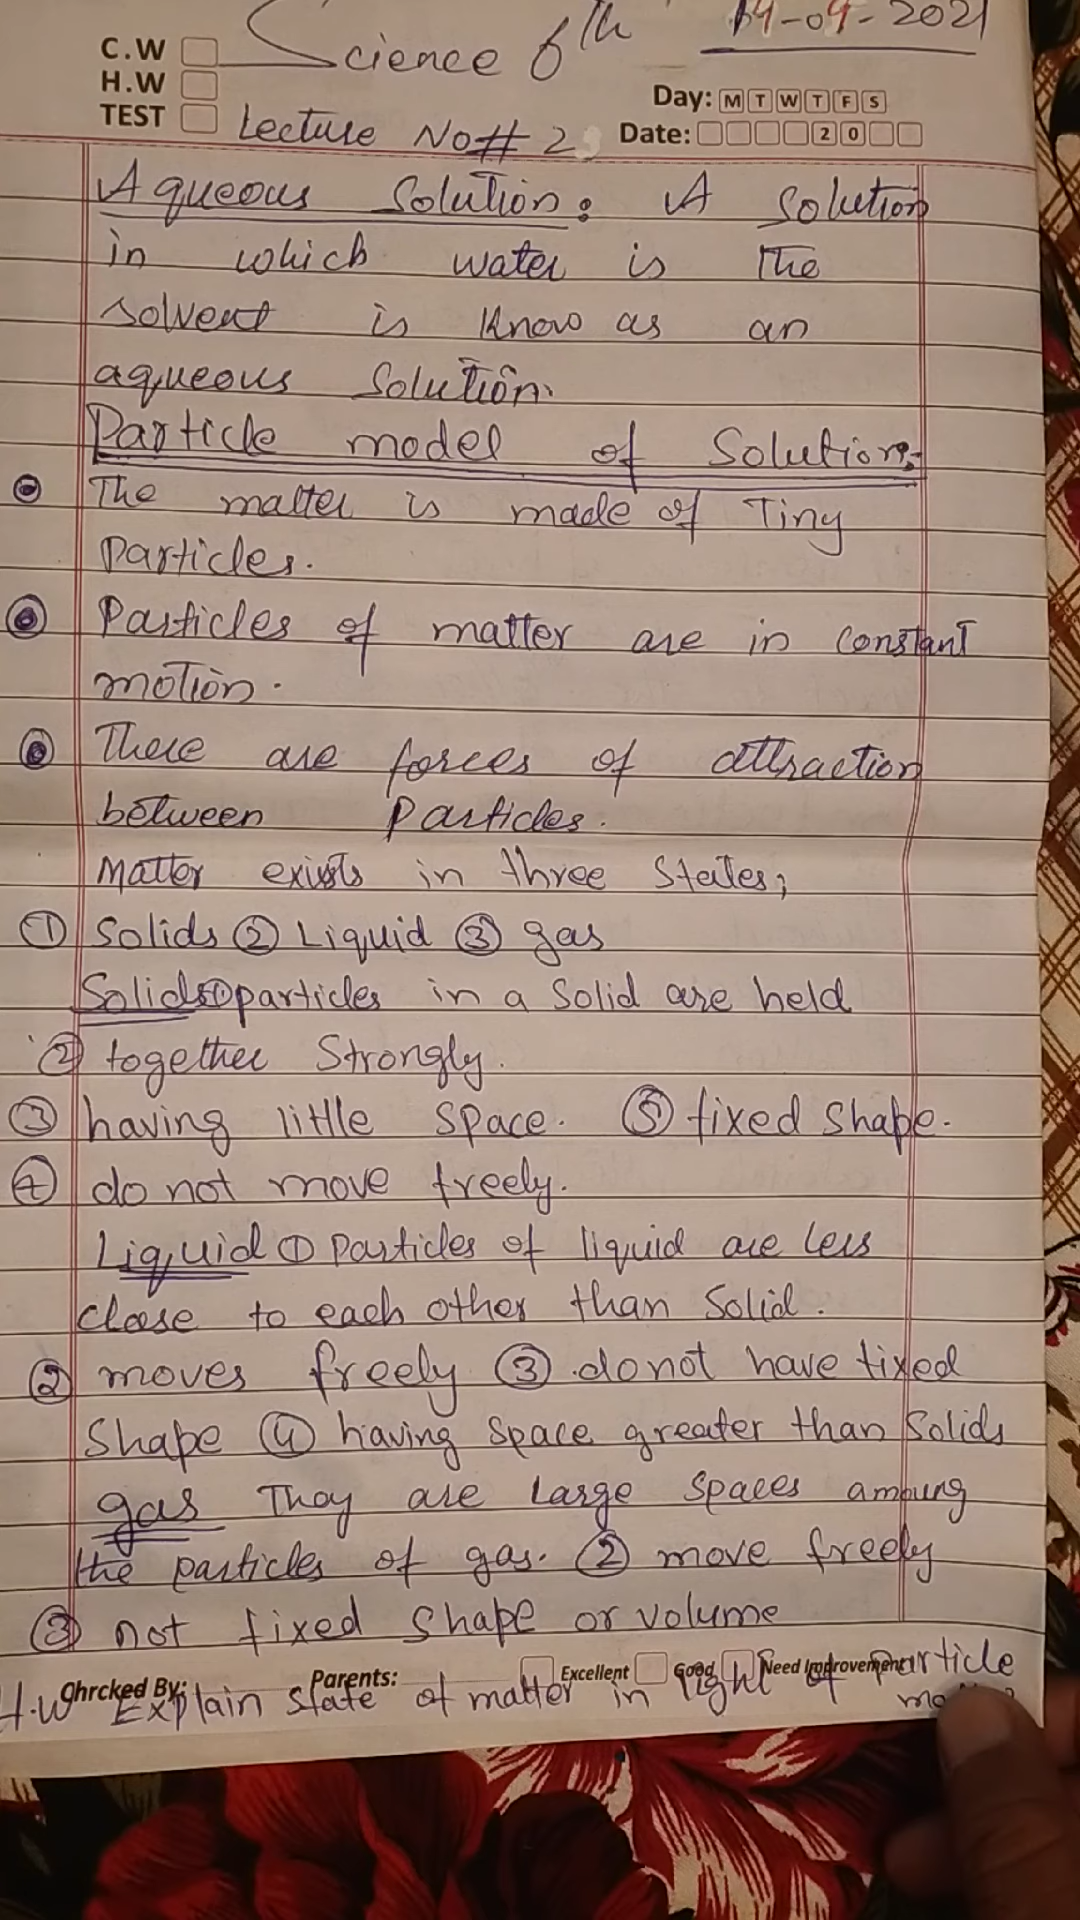 Science 6th 14-09-2021
C.W
H.W
TEST
Day: M T W T F S
Lecture No# 2
Date: 2 0
Aqueous Solution: A Solution
in which water is the
solvent is know as an
aqueous Solution.
Particle model of Solution:
The matter is made of Tiny
Particles.
Particles of matter are in constant
motion.
There are forces of attraction
between Particles.
Matter exists in three States;
① Solids ② Liquid ③ gas
Solids ① particles in a Solid are held
② together Strongly.
③ having little space. ⑤ fixed shape.
④ do not move freely.
Liquid ① Particles of liquid are less
close to each other than Solid.
② moves freely ③ do not have fixed
Shape ④ having space greater than Solids
gas They are large spaces amoung
the particles of gas. ② move freely
③ not fixed shape or volume
Chrcked By: Parents: Excellent Good Need Improvement
H.W Explain state of matter in light of Particle